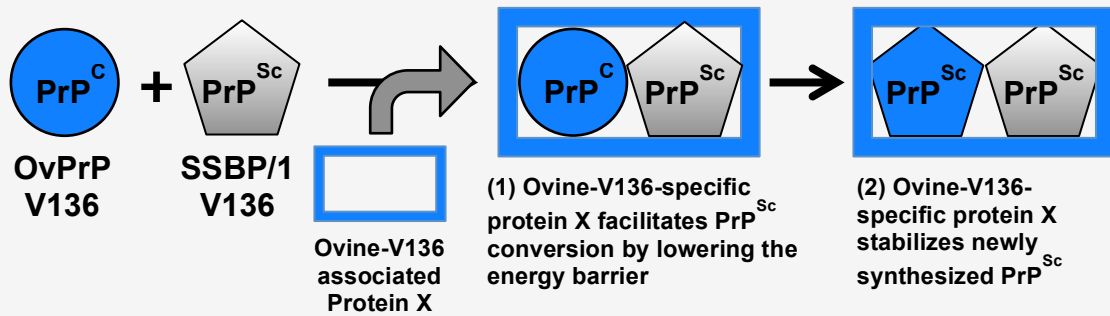 PrP^C + PrP^Sc
OvPrP
V136
SSBP/1
V136
Ovine-V136
associated
Protein X
PrP^C PrP^Sc
(1) Ovine-V136-specific
protein X facilitates PrP^Sc
conversion by lowering the
energy barrier
PrP^Sc PrP^Sc
(2) Ovine-V136-
specific protein X
stabilizes newly
synthesized PrP^Sc